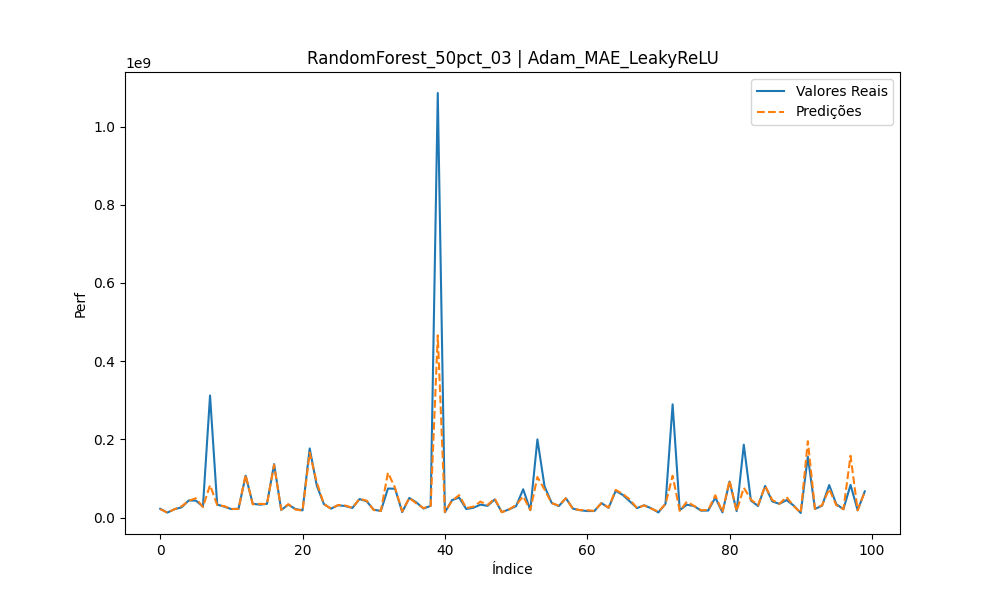 RandomForest_50pct_03 | Adam_MAE_LeakyReLU
1e9
Valores Reais
Predições
1.0
0.8
0.6
0.4
0.2
0.0
Perf
0
20
40
60
80
100
Índice